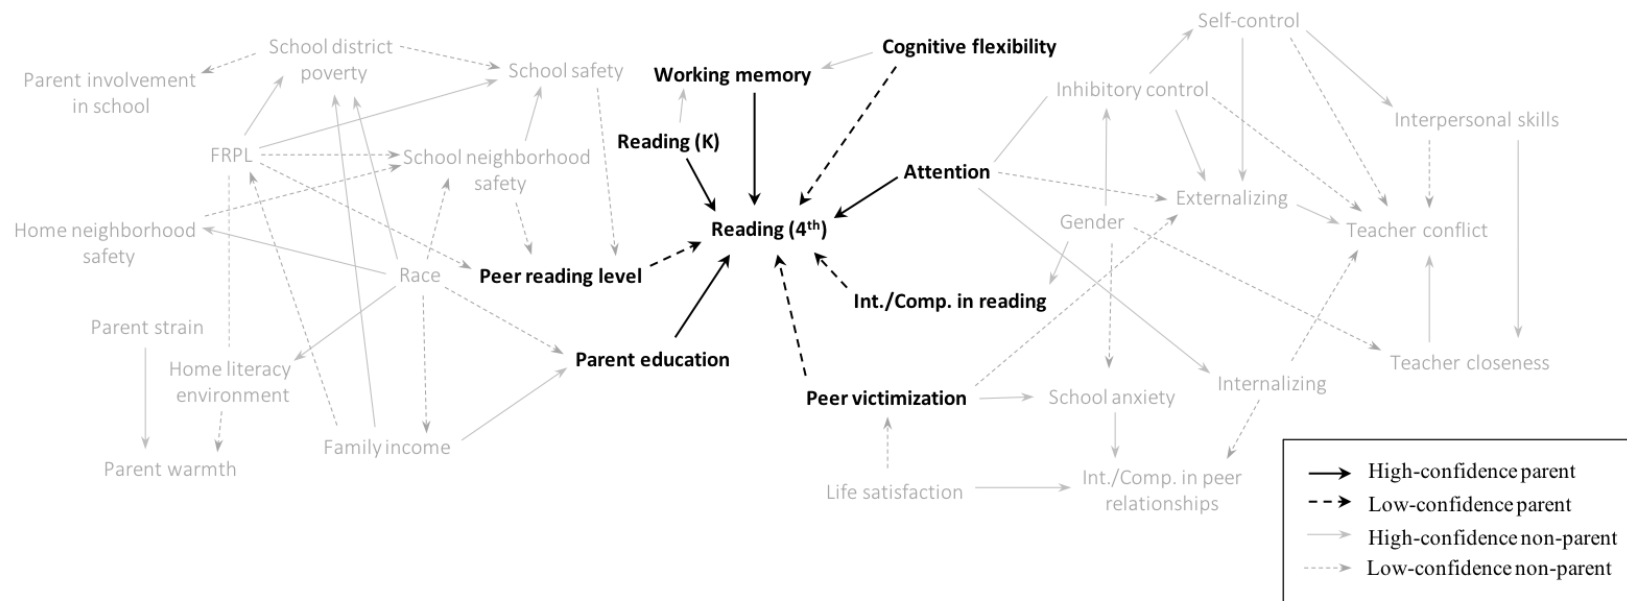 Self-control
School district
poverty
Cognitive flexibility
School safety
Working memory
Parent involvement
in school
Inhibitory control
Interpersonal skills
Reading (K)
FRPL
School neighborhood
safety
Attention
Externalizing
Gender
Reading (4th)
Teacher conflict
Home neighborhood
safety
Race
Peer reading level
Int./Comp. in reading
Parent strain
Parent education
Teacher closeness
Home literacy
environment
Internalizing
Peer victimization
School anxiety
Family income
Parent warmth
Life satisfaction
Int./Comp. in peer
relationships
High-confidence parent
Low-confidence parent
High-confidence non-parent
Low-confidence non-parent